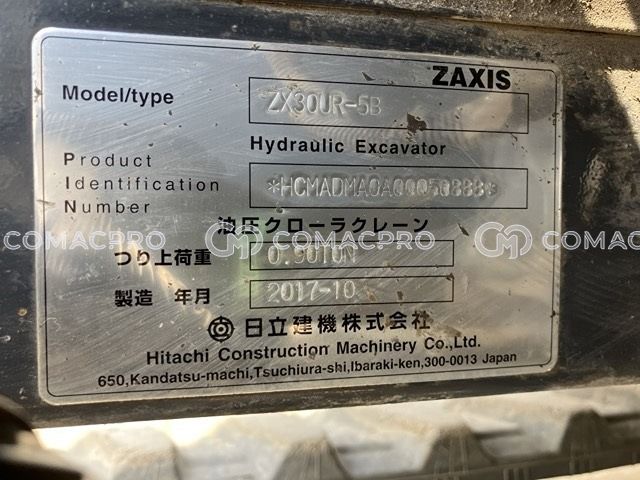 ZAXIS
Model/type ZX30UR-5B
Hydraulic Excavator
Product
Identification *HCMADMA0A00050888*
Number
油圧クローラクレーン
COMACPRO COMACPRO COMACPRO
つり上荷重 0.90TON
製造 年月 2017-10
日立建機株式会社
Hitachi Construction Machinery Co.,Ltd.
650,Kandatsu-machi,Tsuchiura-shi,Ibaraki-ken,300-0013 Japan